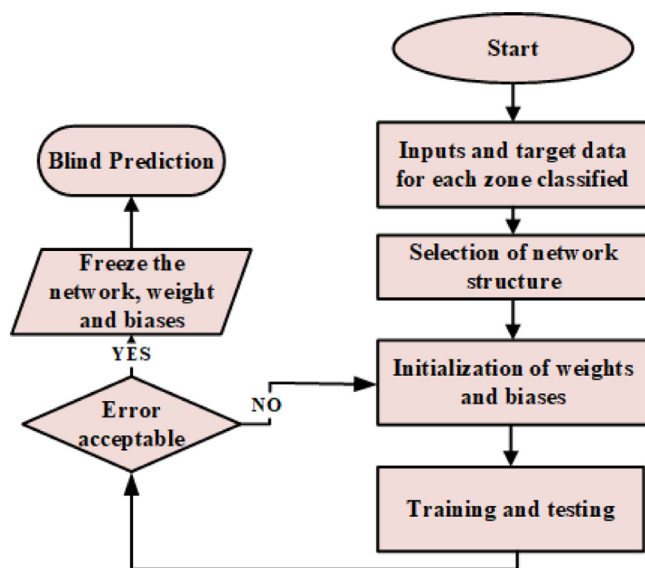 Start
Inputs and target data
for each zone classified
Selection of network
structure
Initialization of weights
and biases
Training and testing
Error
acceptable
NO
YES
Freeze the
network, weight
and biases
Blind Prediction